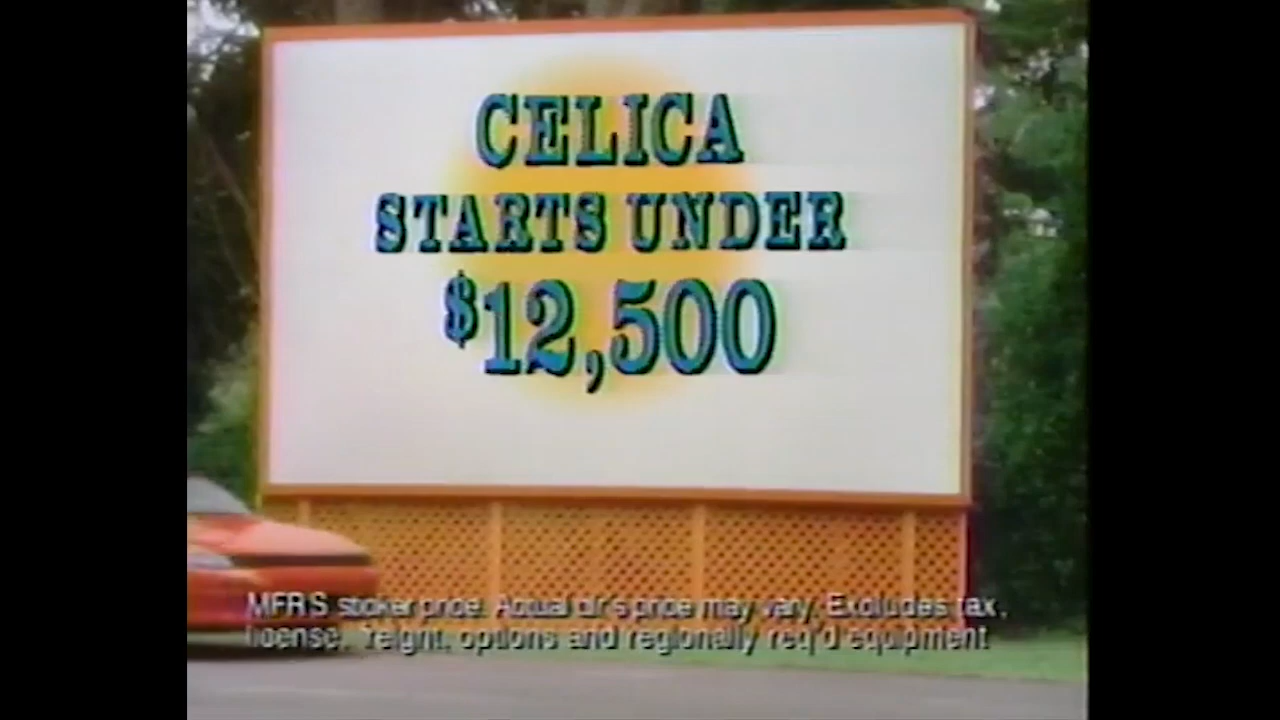 CELICA
STARTS UNDER
$12,500
MFR'S sticker price. Actual dlr's price may vary. Excludes tax,
license, freight, options and regionally req'd equipment